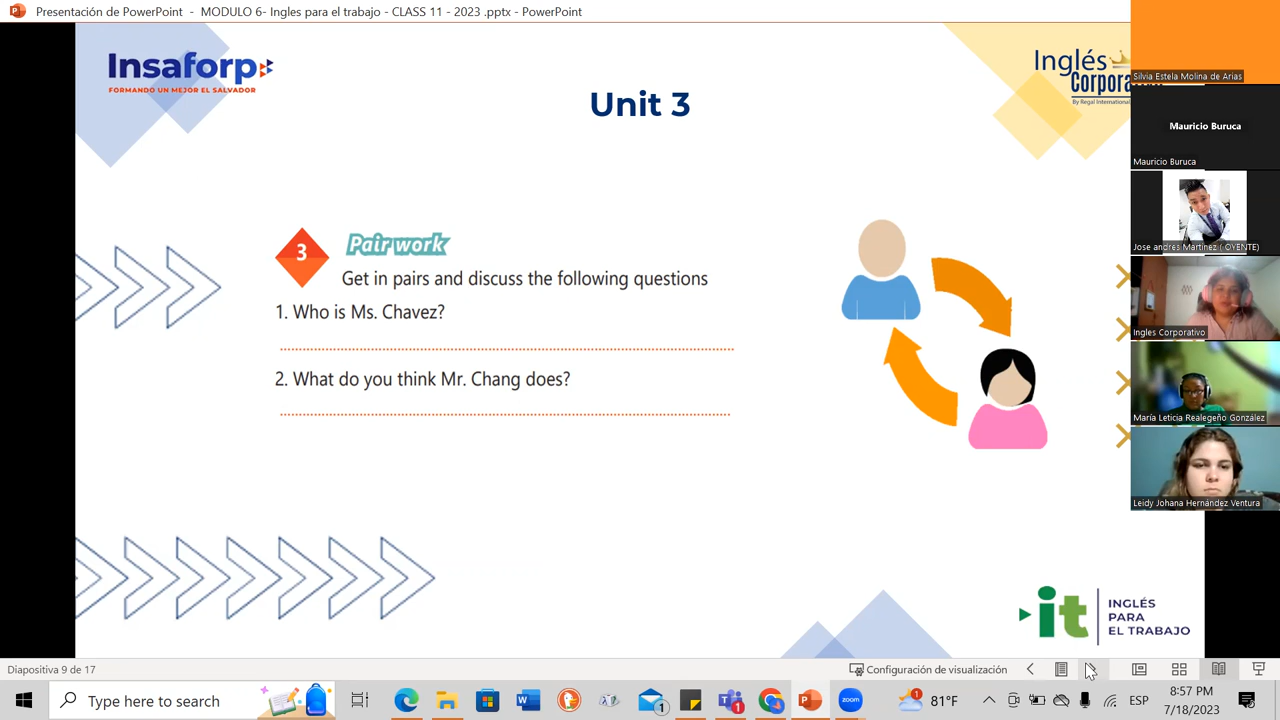 Presentación de PowerPoint - MODULO 6- Ingles para el trabajo - CLASS 11 - 2023 .pptx - PowerPoint
Insaforp
FORMANDO UN MEJOR EL SALVADOR
Inglés
By Regal International
Unit 3
3
Pair work
Get in pairs and discuss the following questions
1. Who is Ms. Chavez?
2. What do you think Mr. Chang does?
it
INGLÉS
PARA
EL TRABAJO
Silvia Estela Molina de Arias
Mauricio Buruca
Mauricio Buruca
Jose andres Martinez ( OYENTE)
Ingles Corporativo
María Leticia Realegeño González
Leidy Johana Hernández Ventura
Diapositiva 9 de 17
Configuración de visualización
Type here to search
1
1
zoom
1
81°F
ESP
8:57 PM
7/18/2023